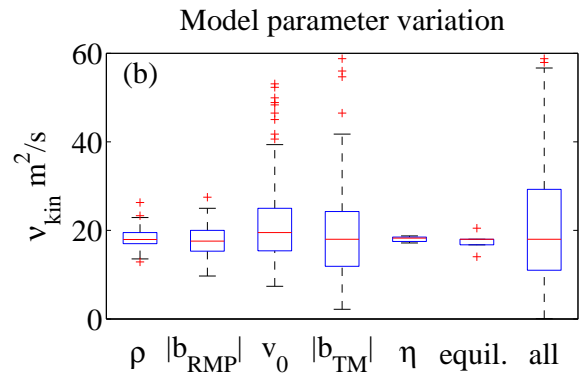 Model parameter variation
(b)
60
40
20
0
ν_kin m²/s
ρ |b_RMP| v_0 |b_TM| η equil. all